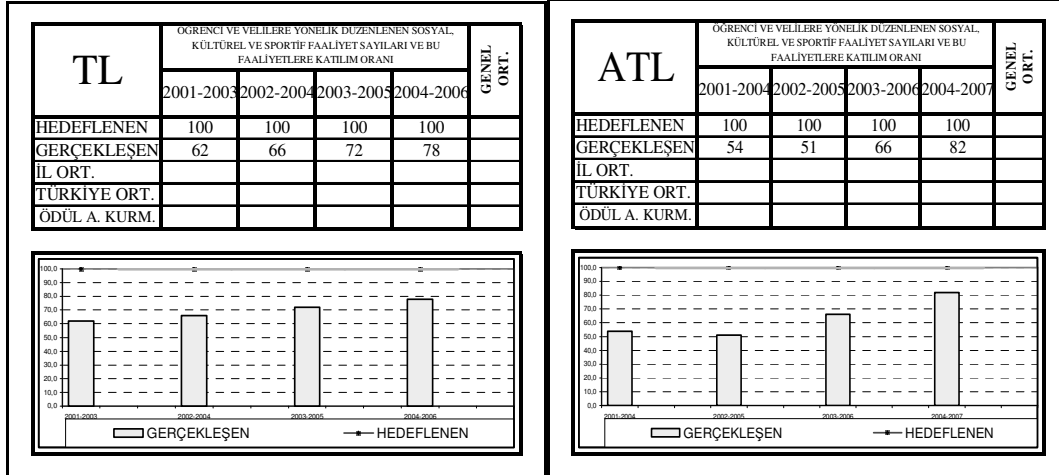 TL
ÖĞRENCİ VE VELİLERE YÖNELİK DÜZENLENEN SOSYAL,
KÜLTÜREL VE SPORTİF FAALİYET SAYILARI VE BU
FAALİYETLERE KATILIM ORANI
GENEL
ORT.
2001-2003 2002-2004 2003-2005 2004-2006
HEDEFLENEN 100 100 100 100
GERÇEKLEŞEN 62 66 72 78
İL ORT.
TÜRKİYE ORT.
ÖDÜL A. KURM.
100,0
90,0
80,0
70,0
60,0
50,0
40,0
30,0
20,0
10,0
0,0
2001-2003 2002-2004 2003-2005 2004-2006
GERÇEKLEŞEN HEDEFLENEN
ATL
ÖĞRENCİ VE VELİLERE YÖNELİK DÜZENLENEN SOSYAL,
KÜLTÜREL VE SPORTİF FAALİYET SAYILARI VE BU
FAALİYETLERE KATILIM ORANI
GENEL
ORT.
2001-2004 2002-2005 2003-2006 2004-2007
HEDEFLENEN 100 100 100 100
GERÇEKLEŞEN 54 51 66 82
İL ORT.
TÜRKİYE ORT.
ÖDÜL A. KURM.
100,0
90,0
80,0
70,0
60,0
50,0
40,0
30,0
20,0
10,0
0,0
2001-2004 2002-2005 2003-2006 2004-2007
GERÇEKLEŞEN HEDEFLENEN